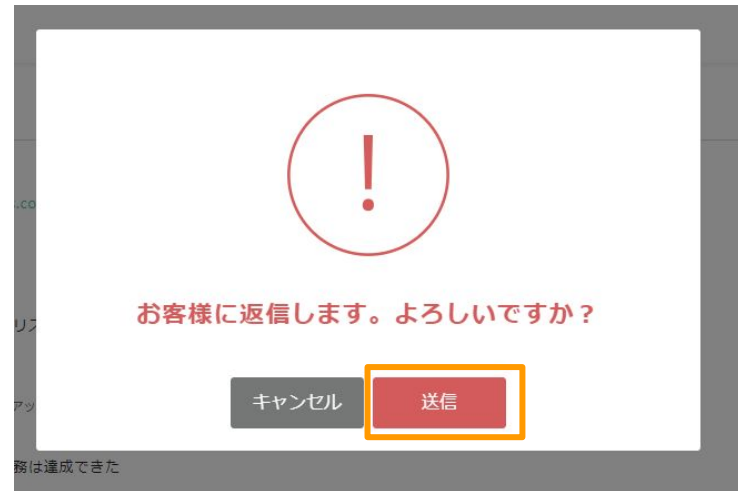 !
.co
お客様に返信します。よろしいですか？
リス
キャンセル
送信
アッ
務は達成できた